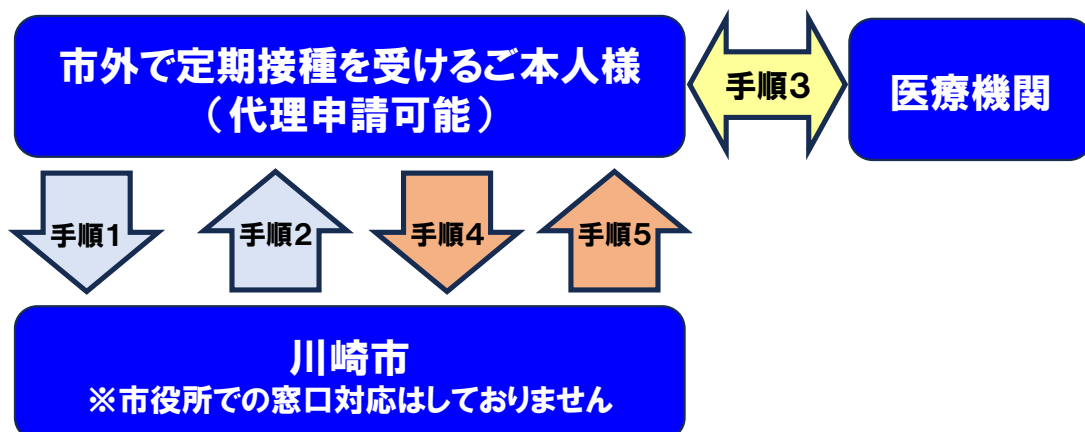 市外で定期接種を受けるご本人様
（代理申請可能）
手順3
医療機関
手順1
手順2
手順4
手順5
川崎市
※市役所での窓口対応はしておりません